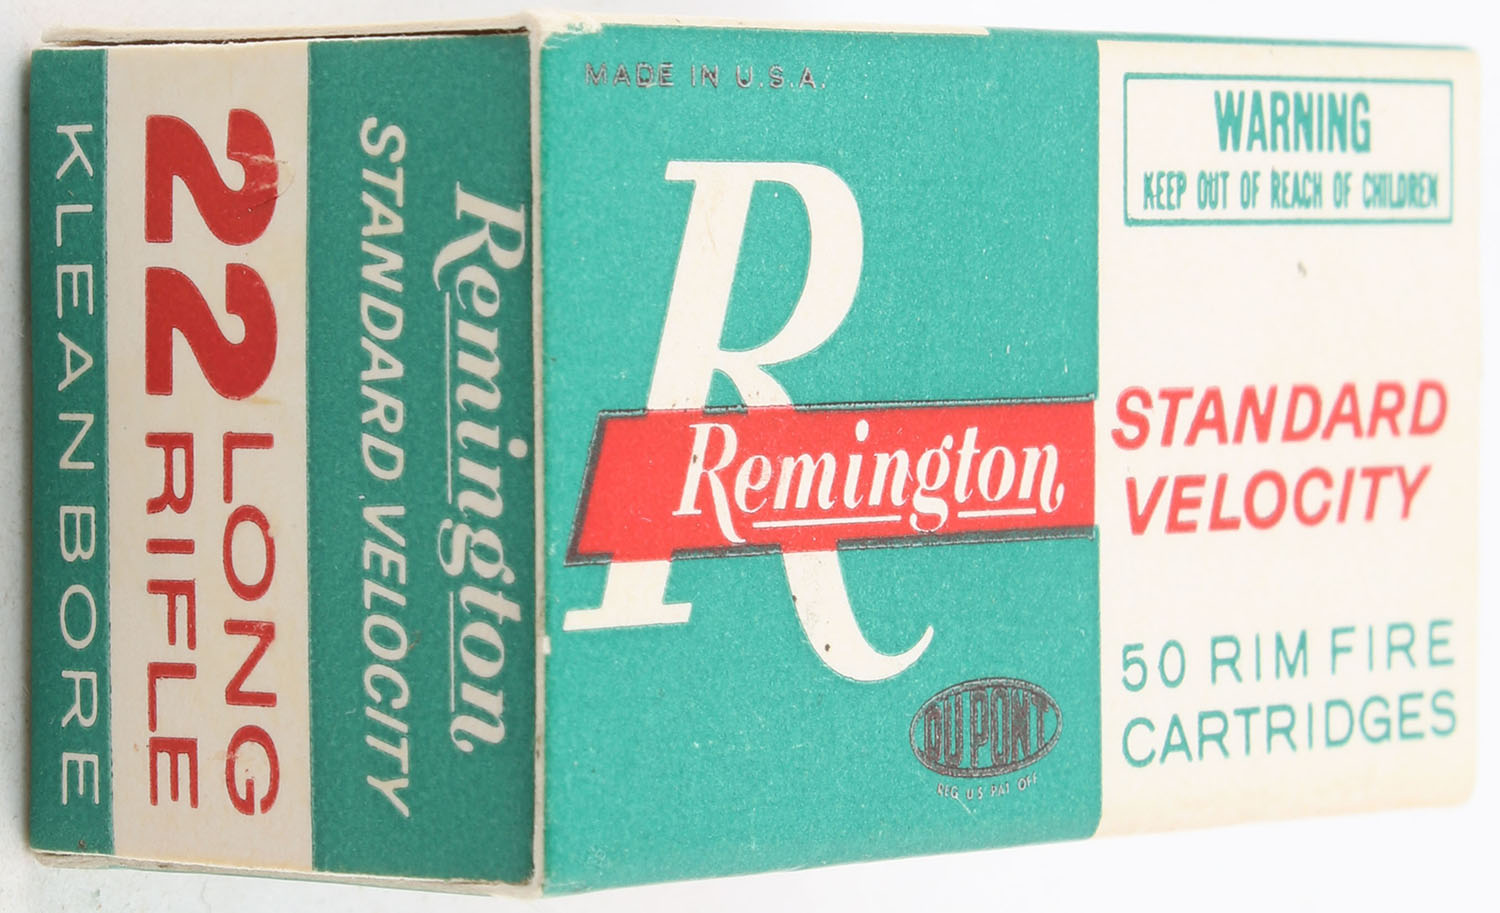 MADE IN U.S.A.
R
Remington
DU PONT
REG US PAT OFF
WARNING
KEEP OUT OF REACH OF CHILDREN
STANDARD
VELOCITY
50 RIM FIRE
CARTRIDGES
Remington
STANDARD VELOCITY
22 LONG
RIFLE
KLEANBORE